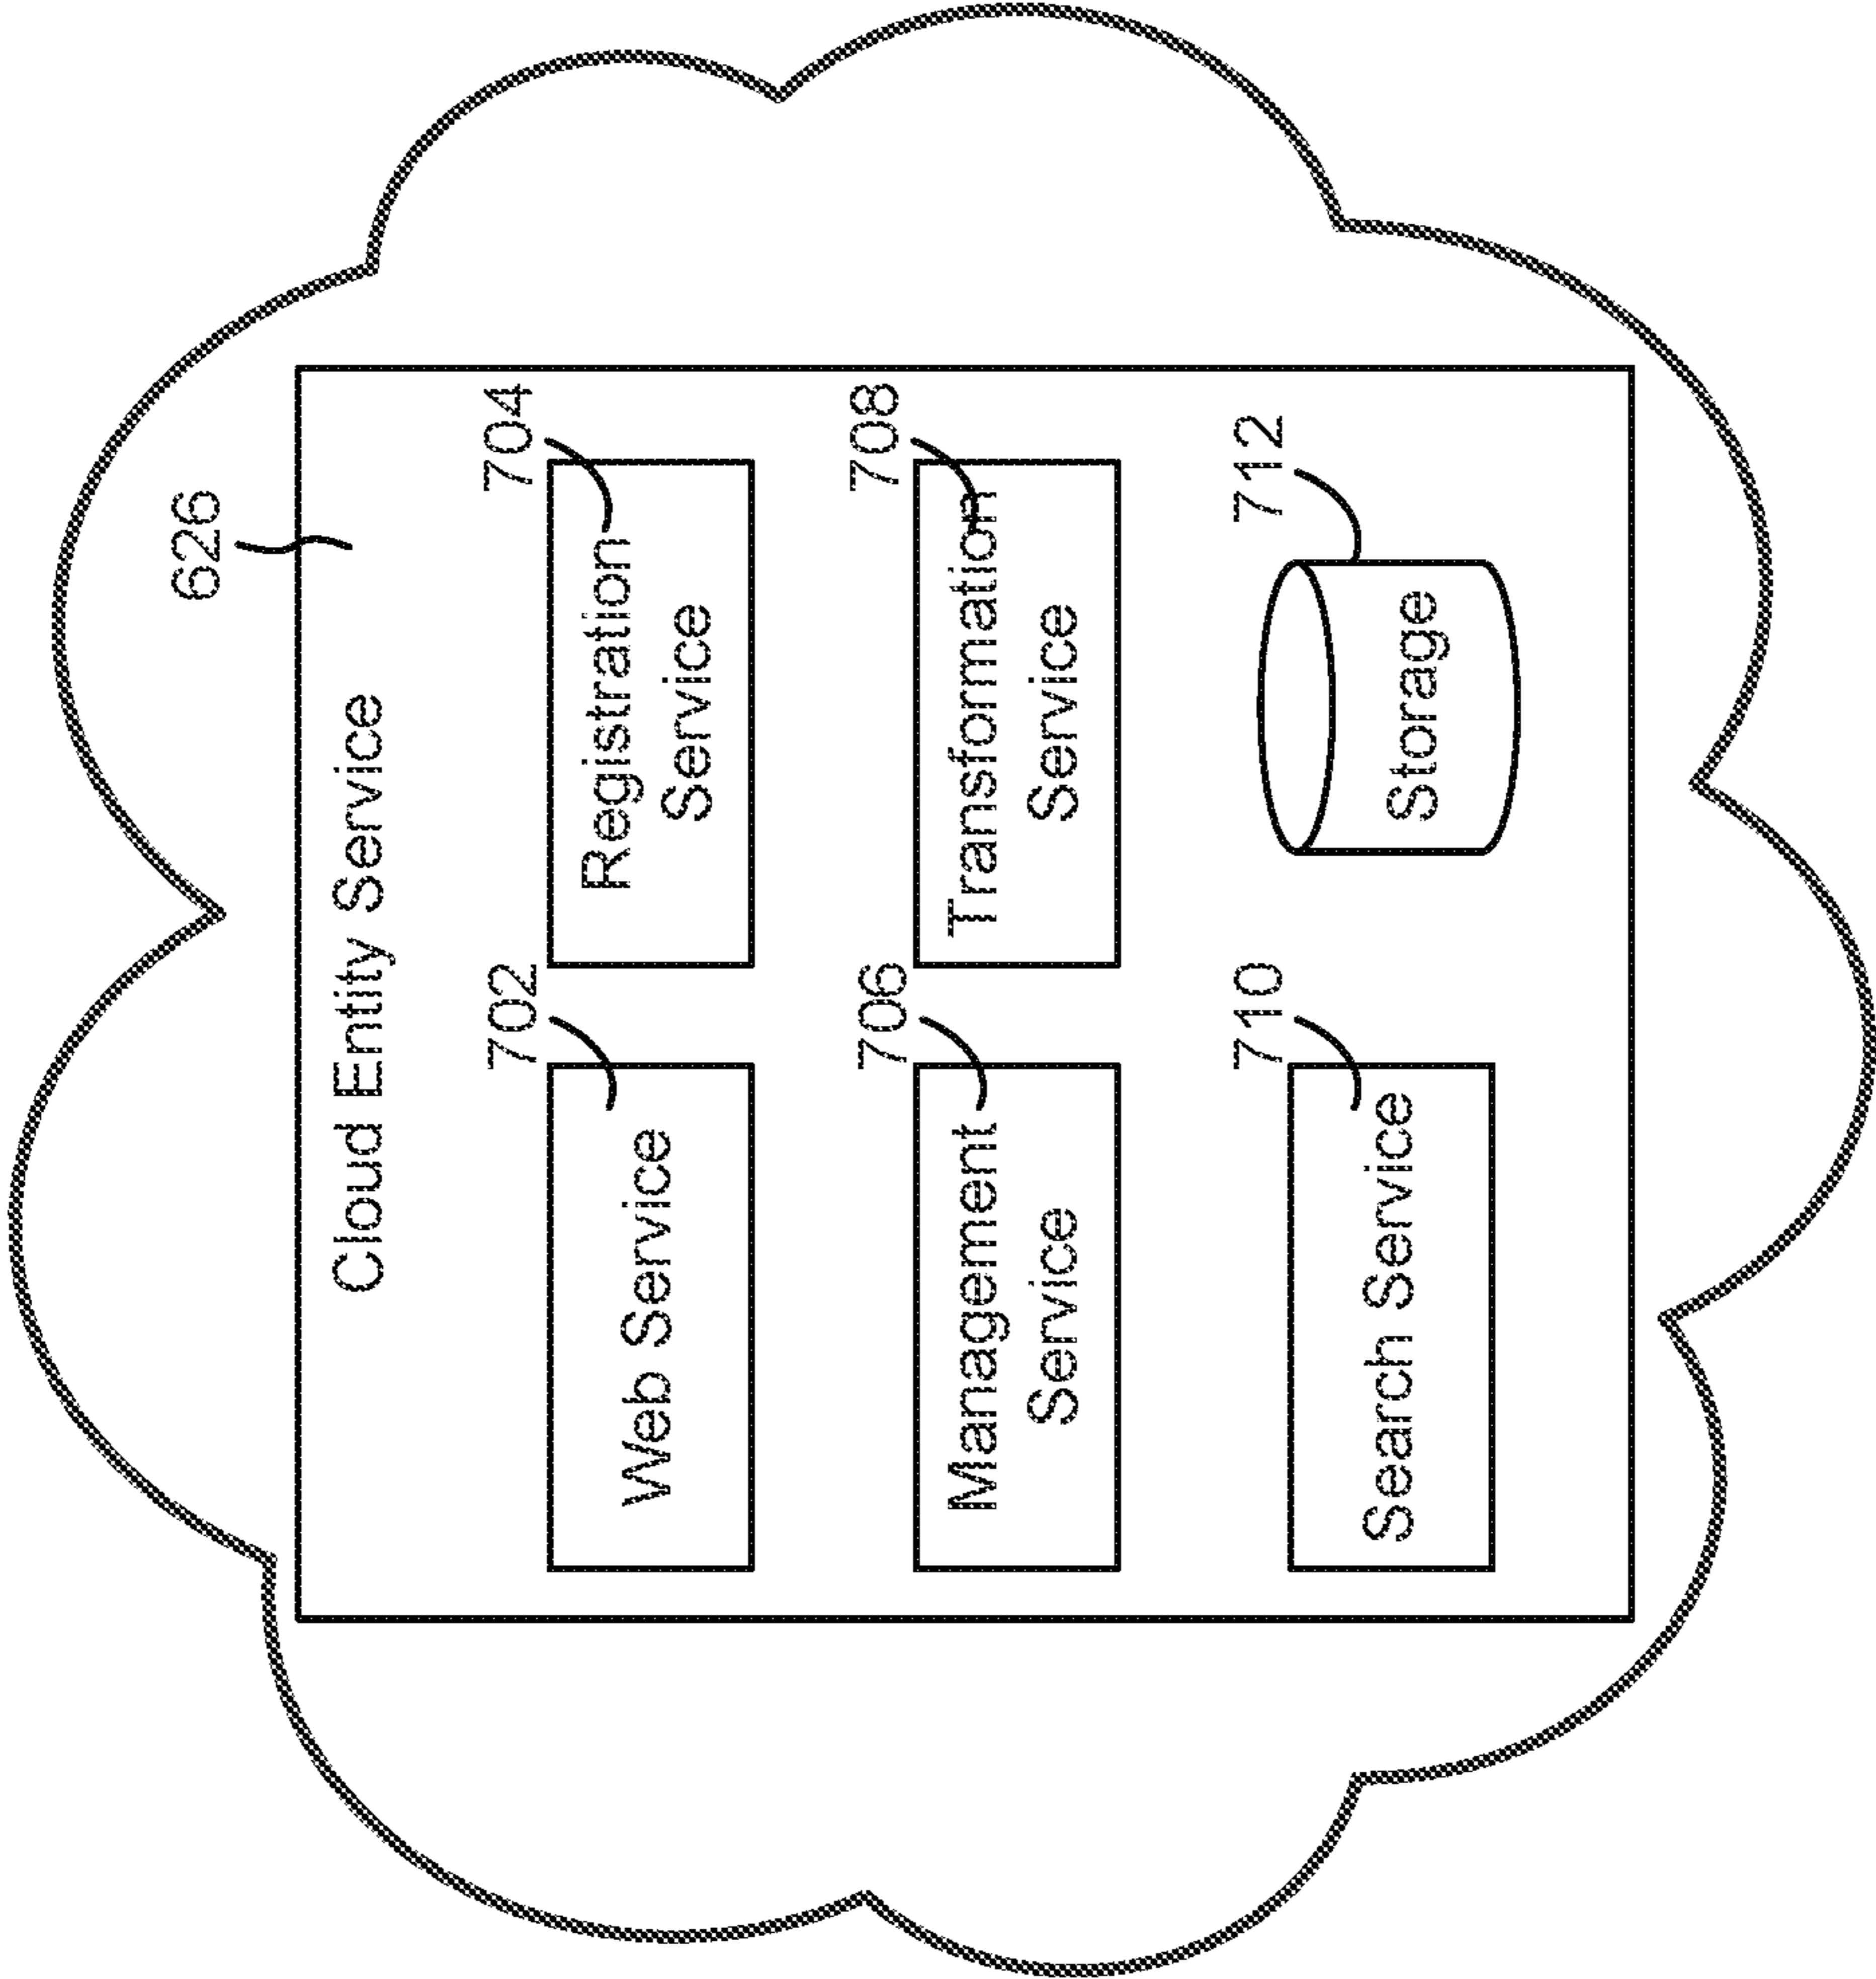 626
Cloud Entity Service
702
Web Service
704
Registration
Service
706
Management
Service
708
Transformation
Service
710
Search Service
712
Storage